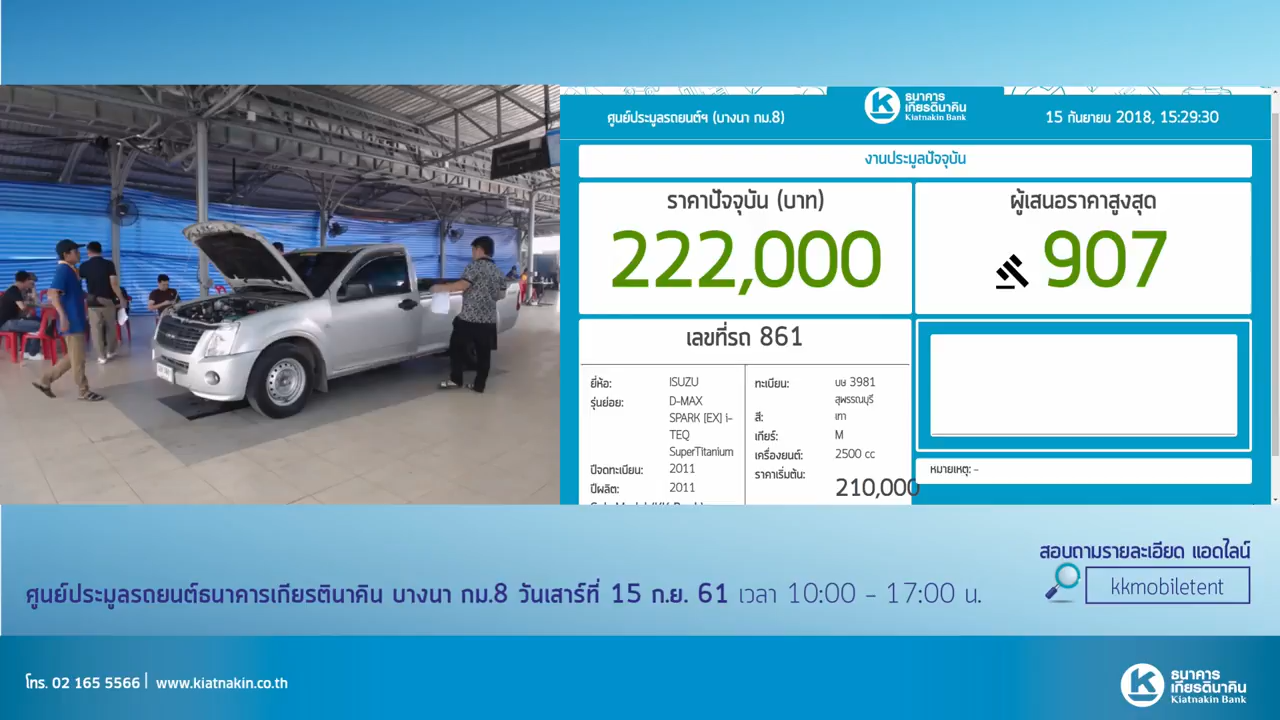 ศูนย์ประมูลรถยนต์ฯ (บางนา กม.8)
ธนาคาร
เกียรตินาคิน
Kiatnakin Bank
15 กันยายน 2018, 15:29:30
งานประมูลปัจจุบัน
ราคาปัจจุบัน (บาท)
222,000
ผู้เสนอราคาสูงสุด
907
เลขที่รถ 861
ยี่ห้อ: ISUZU
รุ่นย่อย: D-MAX
SPARK [EX] i-
TEQ
SuperTitanium
ปีจดทะเบียน: 2011
ปีผลิต: 2011
ทะเบียน: บษ 3981
สุพรรณบุรี
สี: เทา
เกียร์: M
เครื่องยนต์: 2500 cc
ราคาเริ่มต้น:
210,000
หมายเหตุ: -
สอบถามรายละเอียด แอดไลน์
kkmobiletent
ศูนย์ประมูลรถยนต์ธนาคารเกียรตินาคิน บางนา กม.8 วันเสาร์ที่ 15 ก.ย. 61 เวลา 10:00 - 17:00 น.
โทร. 02 165 5566 | www.kiatnakin.co.th
ธนาคาร
เกียรตินาคิน
Kiatnakin Bank